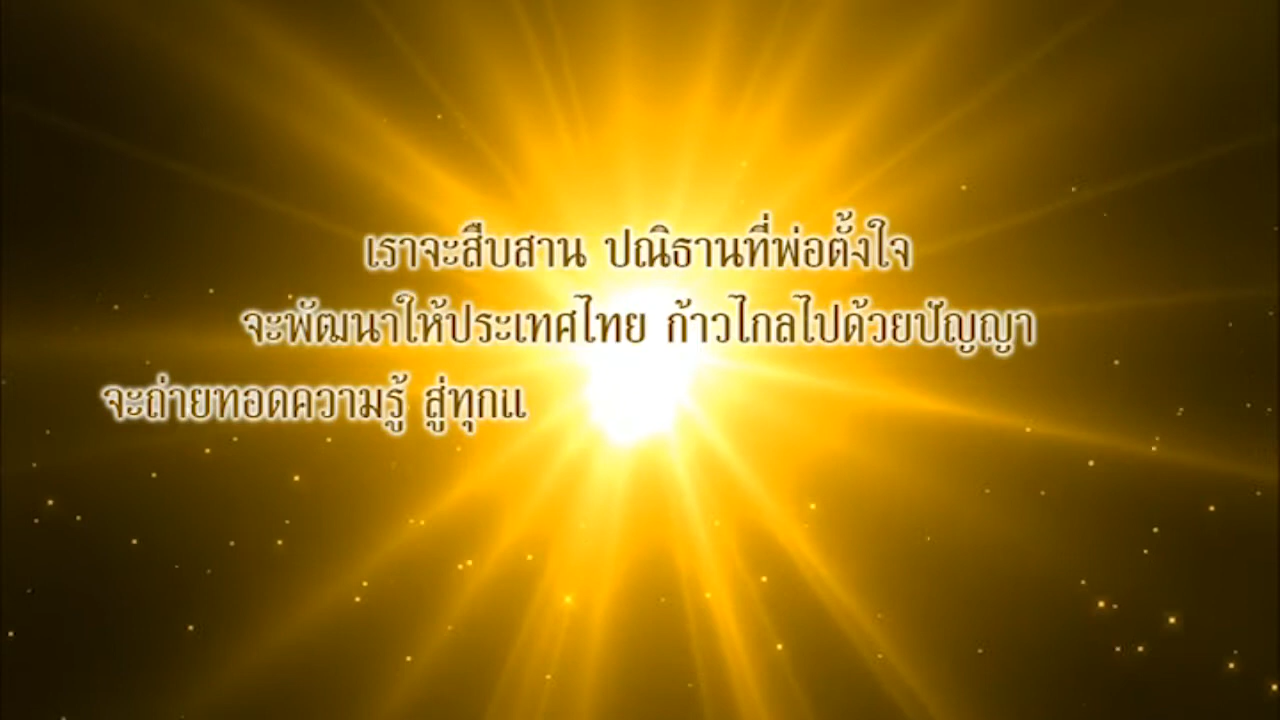 เราจะสืบสาน ปณิธานที่พ่อตั้งใจ
จะพัฒนาให้ประเทศไทย ก้าวไกลไปด้วยปัญญา
จะถ่ายทอดความรู้ สู่ทุกแ